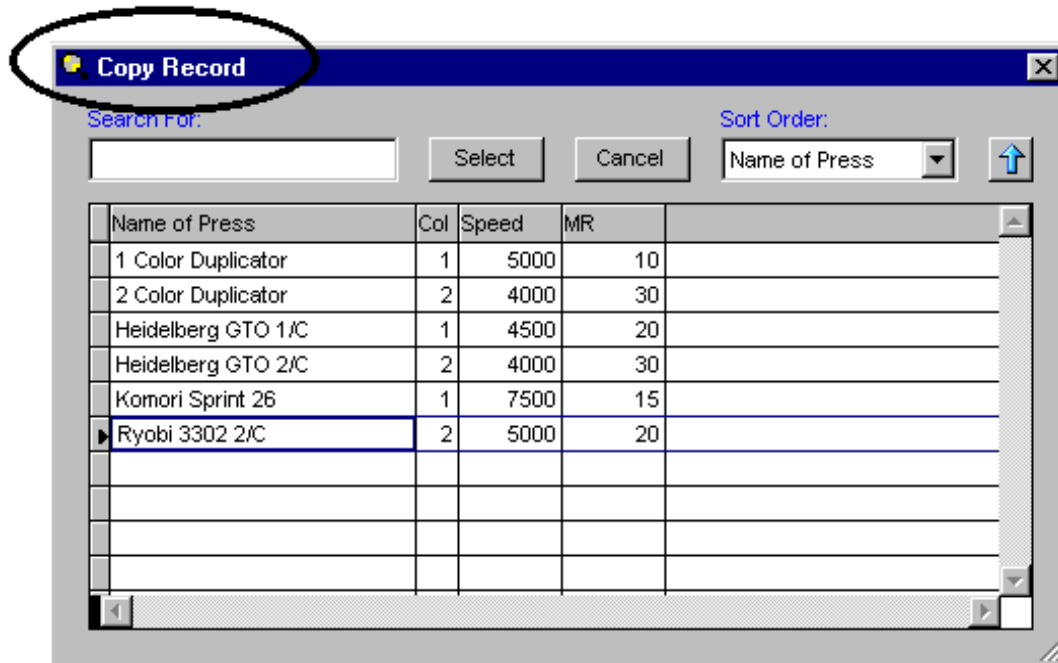 Copy Record
Search For: Sort Order:
Select Cancel Name of Press
Name of Press Col Speed MR
1 Color Duplicator 1 5000 10
2 Color Duplicator 2 4000 30
Heidelberg GTO 1/C 1 4500 20
Heidelberg GTO 2/C 2 4000 30
Komori Sprint 26 1 7500 15
Ryobi 3302 2/C 2 5000 20